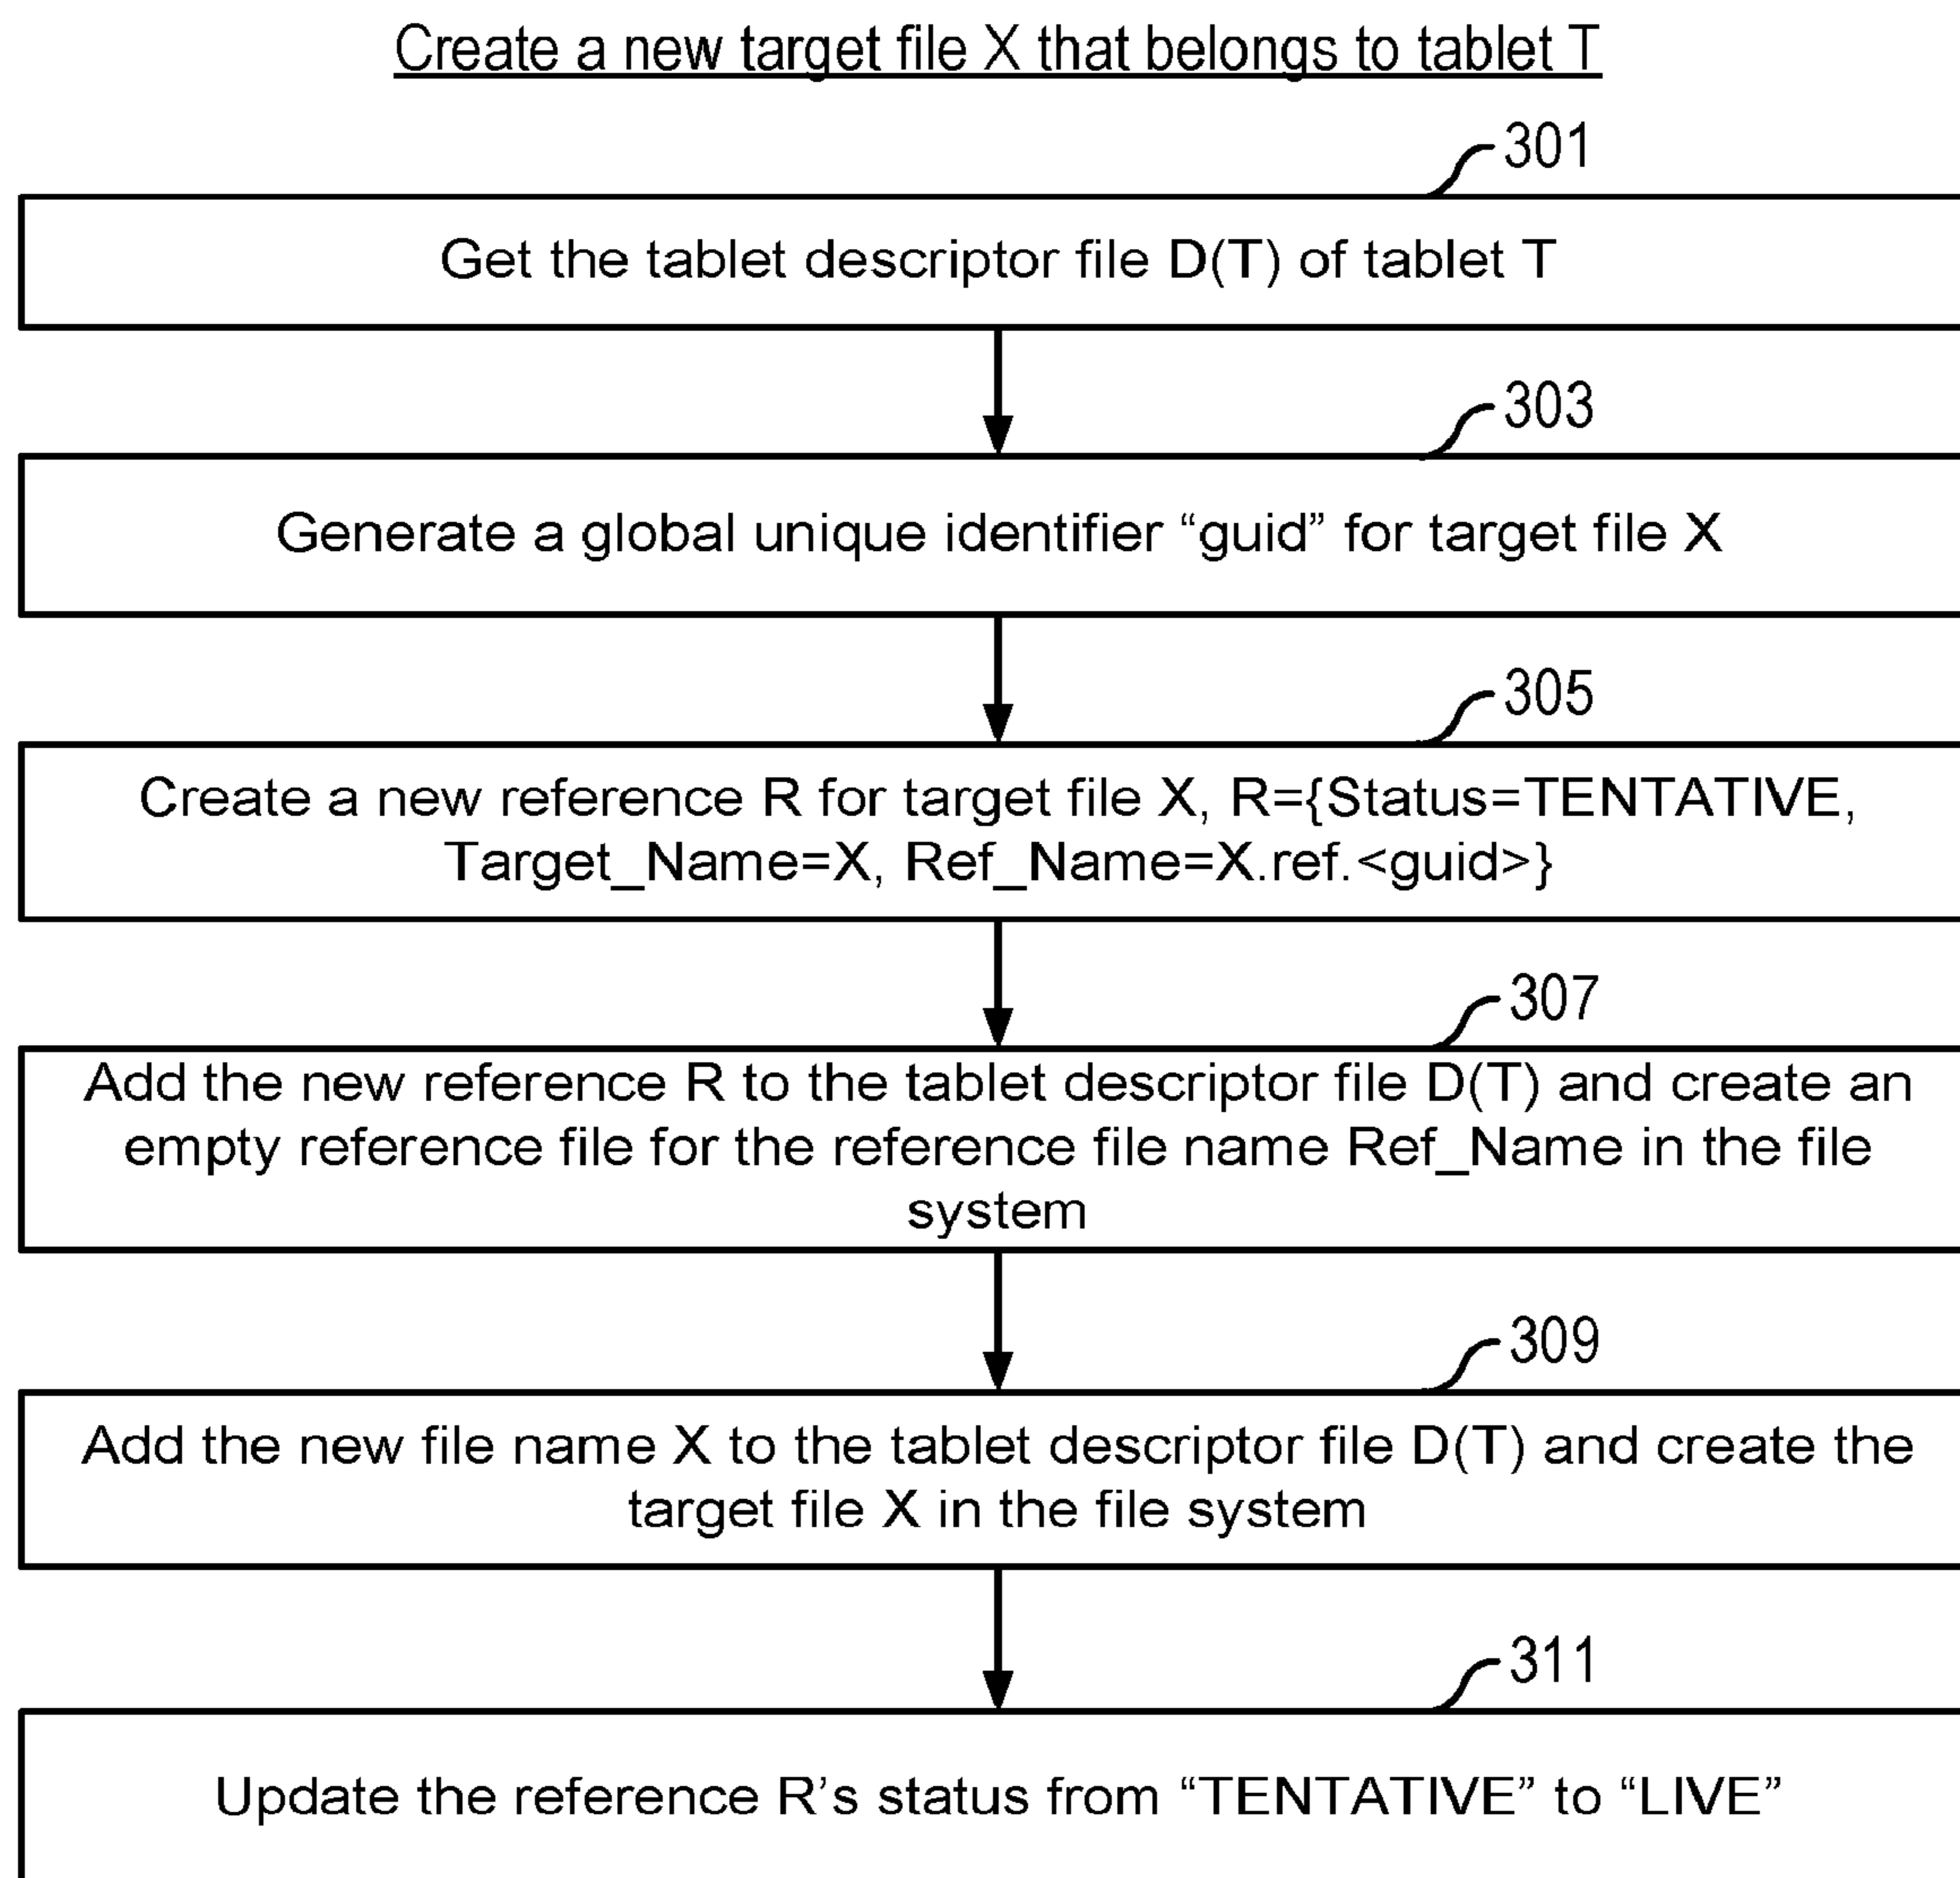 Create a new target file X that belongs to tablet T
301
Get the tablet descriptor file D(T) of tablet T
303
Generate a global unique identifier “guid” for target file X
305
Create a new reference R for target file X, R={Status=TENTATIVE,
Target_Name=X, Ref_Name=X.ref.<guid>}
307
Add the new reference R to the tablet descriptor file D(T) and create an
empty reference file for the reference file name Ref_Name in the file
system
309
Add the new file name X to the tablet descriptor file D(T) and create the
target file X in the file system
311
Update the reference R’s status from “TENTATIVE” to “LIVE”